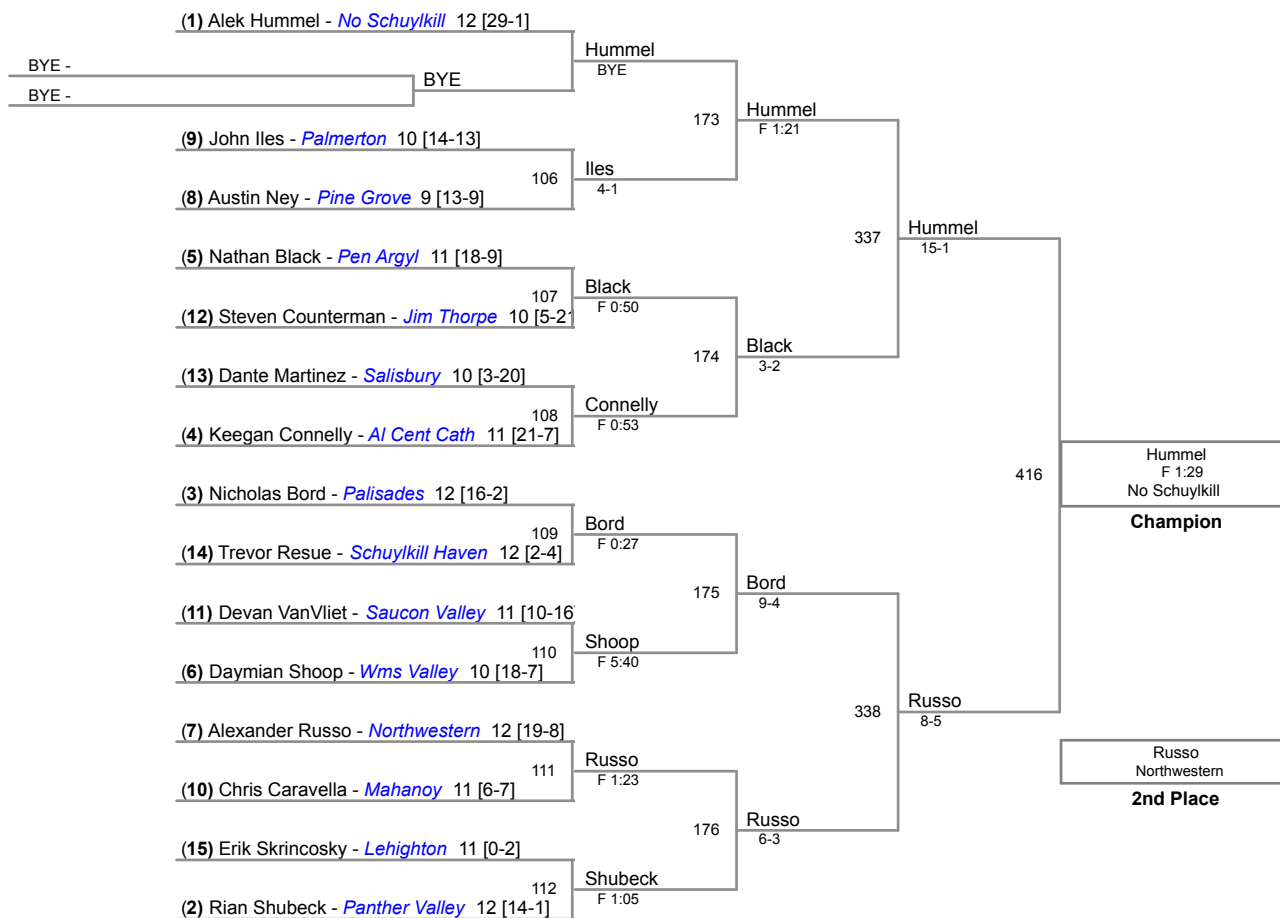 (1) Alek Hummel - No Schuylkill 12 [29-1]
Hummel
BYE
BYE -
BYE
BYE -
173
Hummel
F 1:21
(9) John Iles - Palmerton 10 [14-13]
106
Iles
4-1
(8) Austin Ney - Pine Grove 9 [13-9]
337
Hummel
15-1
(5) Nathan Black - Pen Argyl 11 [18-9]
107
Black
F 0:50
(12) Steven Counterman - Jim Thorpe 10 [5-21
174
Black
3-2
(13) Dante Martinez - Salisbury 10 [3-20]
108
Connelly
F 0:53
(4) Keegan Connelly - Al Cent Cath 11 [21-7]
416
Hummel
F 1:29
No Schuylkill
Champion
(3) Nicholas Bord - Palisades 12 [16-2]
109
Bord
F 0:27
(14) Trevor Resue - Schuylkill Haven 12 [2-4]
175
Bord
9-4
(11) Devan VanVliet - Saucon Valley 11 [10-16
110
Shoop
F 5:40
(6) Daymian Shoop - Wms Valley 10 [18-7]
338
Russo
8-5
(7) Alexander Russo - Northwestern 12 [19-8]
111
Russo
F 1:23
(10) Chris Caravella - Mahanoy 11 [6-7]
Russo
Northwestern
2nd Place
176
Russo
6-3
(15) Erik Skrincosky - Lehighton 11 [0-2]
112
Shubeck
F 1:05
(2) Rian Shubeck - Panther Valley 12 [14-1]